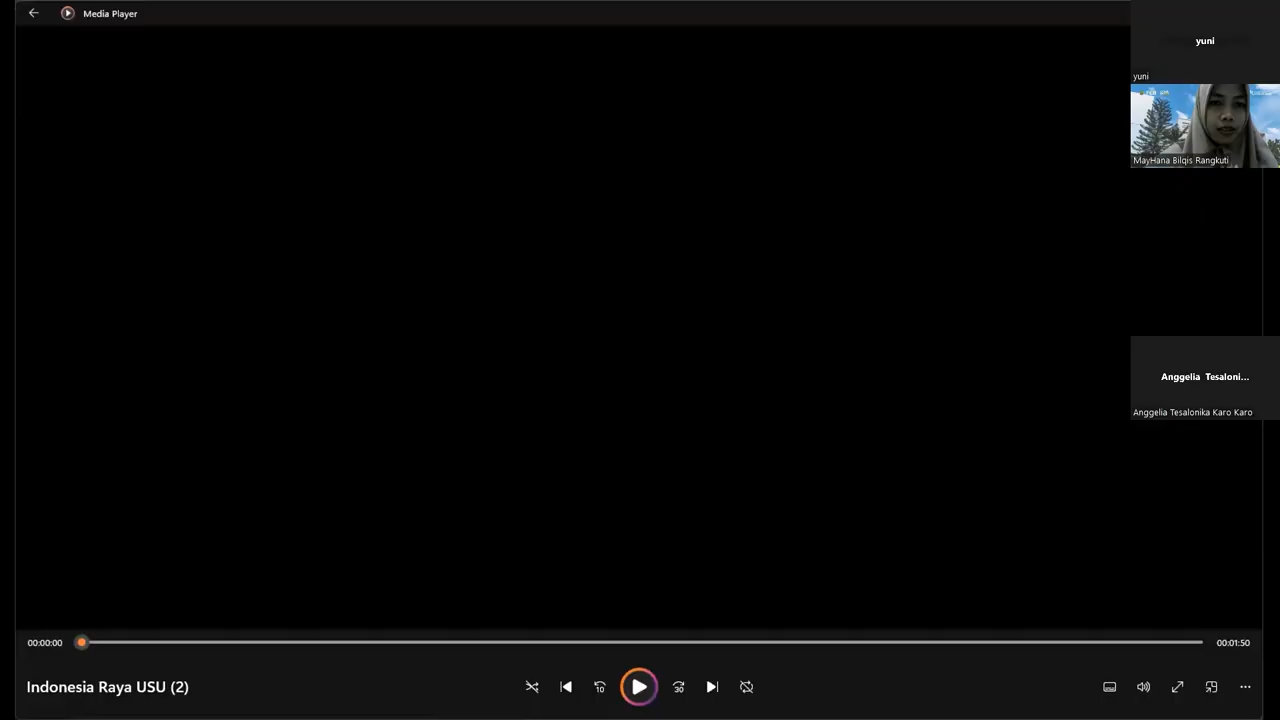 Media Player
yuni
yuni
MayHana Bilqis Rangkuti
Anggelia Tesaloni...
Anggelia Tesalonika Karo Karo
00:00:00
00:01:50
Indonesia Raya USU (2)
10
30